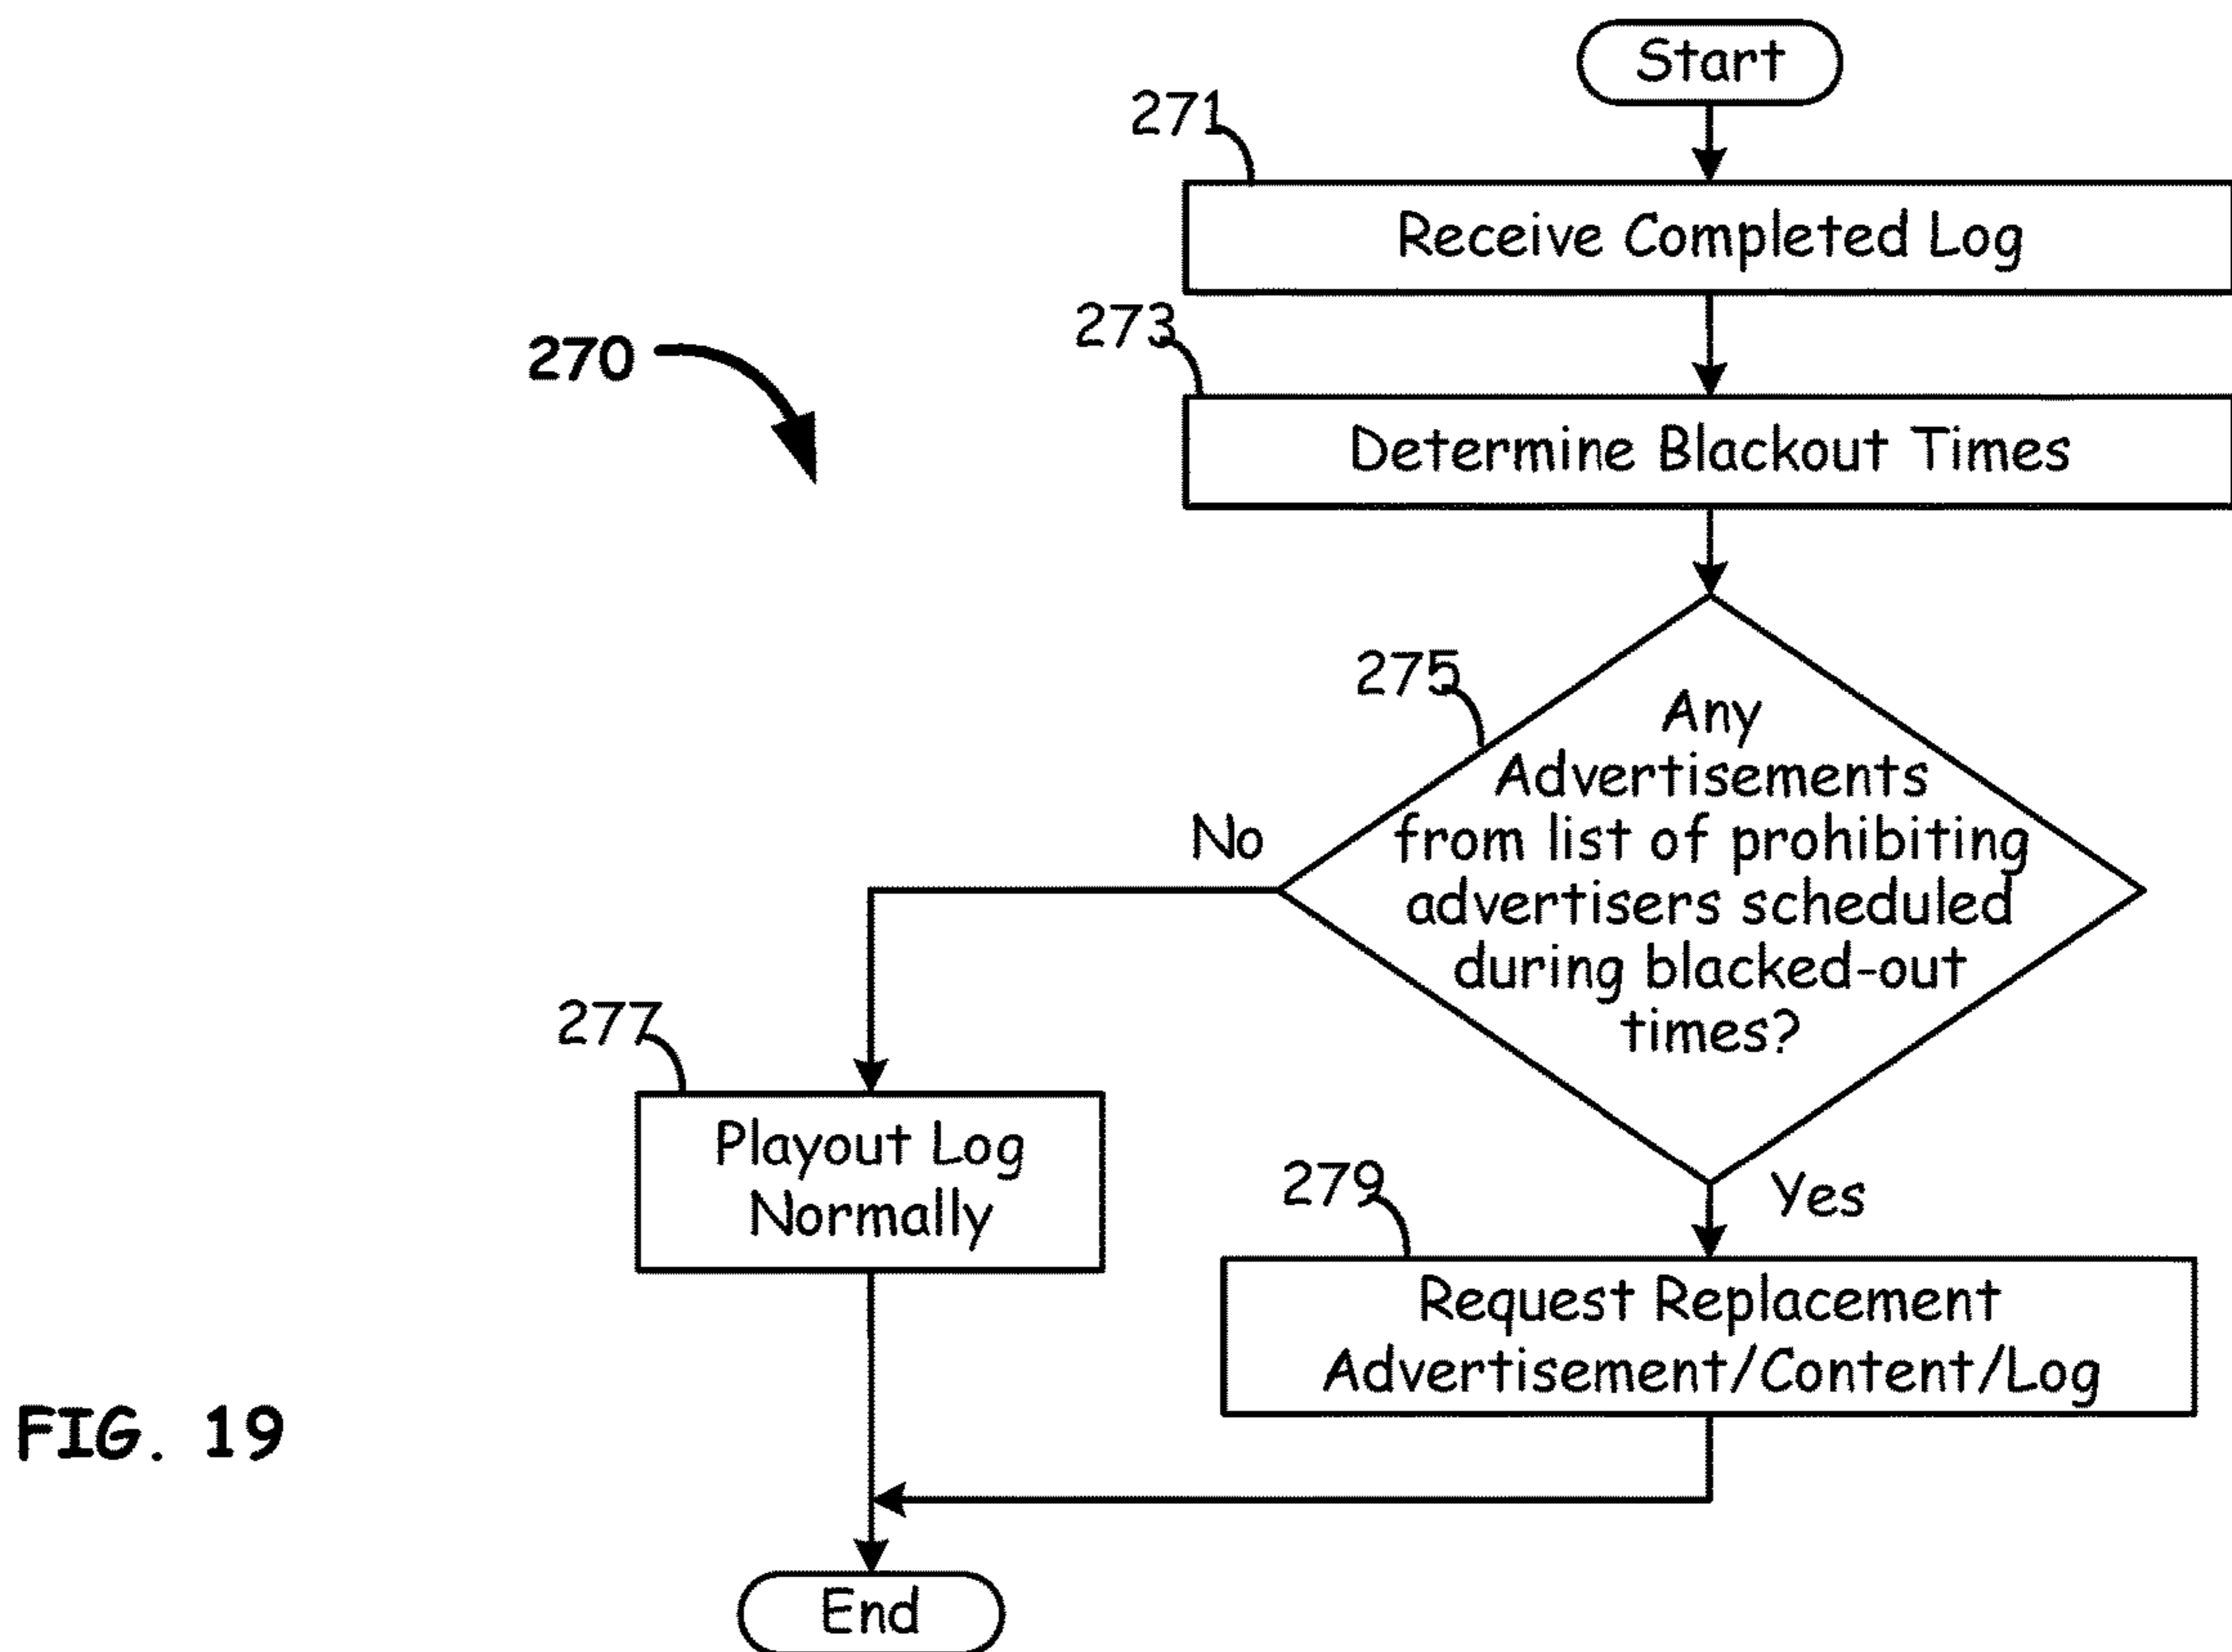 Start
271
Receive Completed Log
273
270
Determine Blackout Times
275
Any
Advertisements
from list of prohibiting
advertisers scheduled
during blacked-out
times?
No
277
Playout Log
Normally
Yes
279
Request Replacement
Advertisement/Content/Log
FIG. 19
End